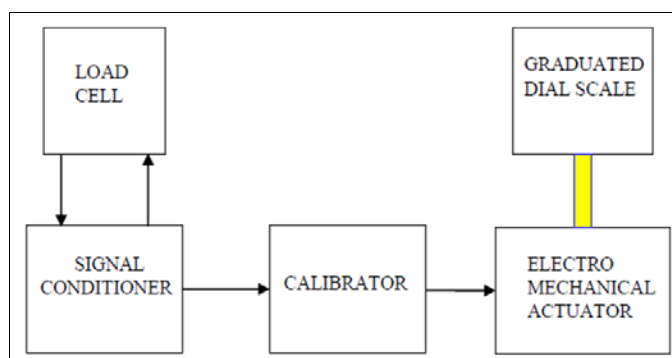 LOAD
CELL
GRADUATED
DIAL SCALE
SIGNAL
CONDITIONER
CALIBRATOR
ELECTRO
MECHANICAL
ACTUATOR